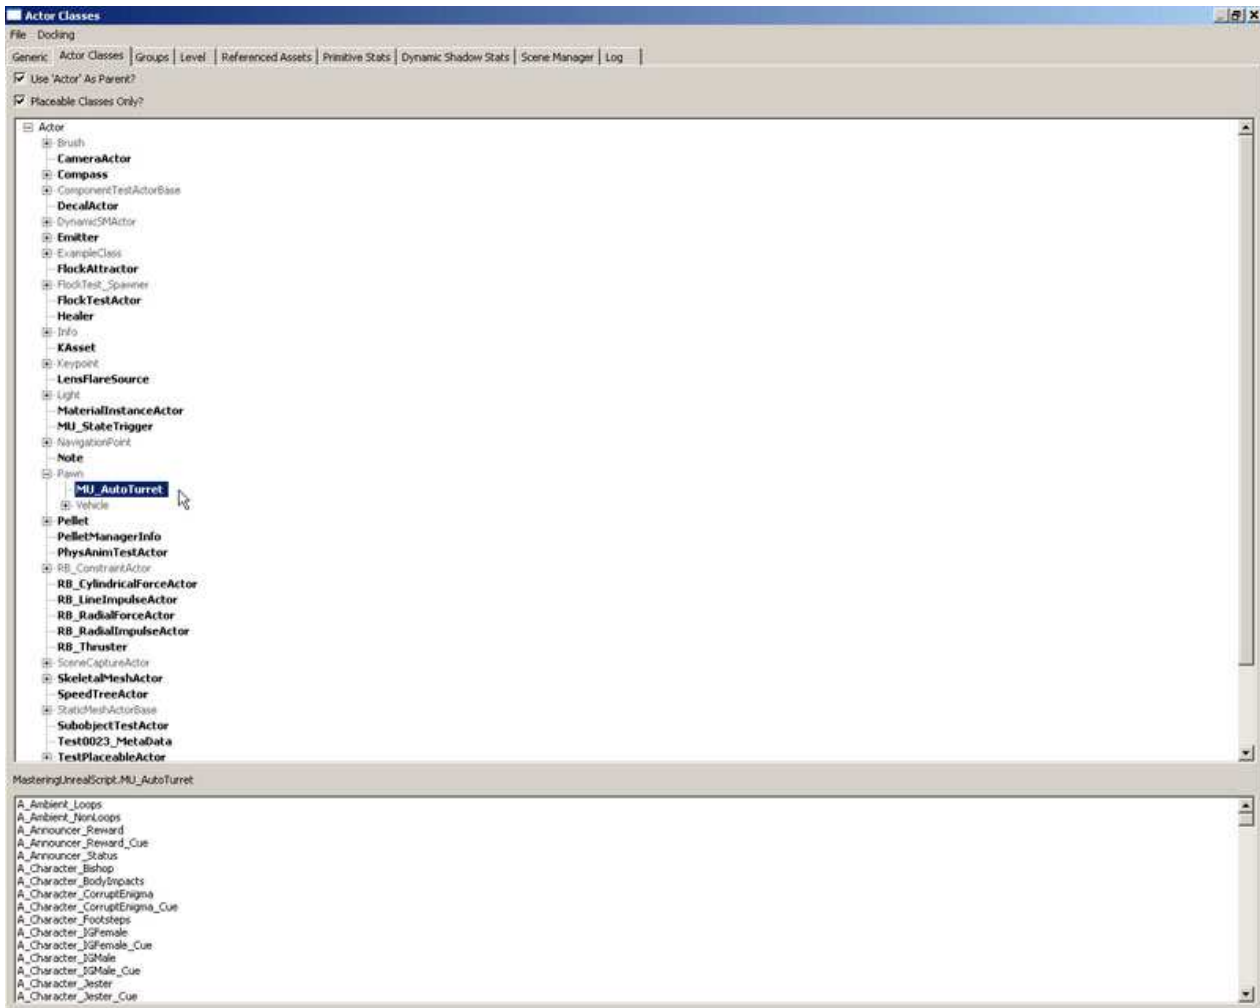 Actor Classes
File Docking
Generic Actor Classes Groups Level Referenced Assets Primitive Stats Dynamic Shadow Stats Scene Manager Log
Use 'Actor' As Parent?
Placeable Classes Only?
Actor
Brush
CameraActor
Compass
ComponentTestActorBase
DecalActor
DynamicSMActor
Emitter
ExampleClass
FlockAttractor
FlockTest_Spawner
FlockTestActor
Healer
Info
KAsset
Keypoint
LensFlareSource
Light
MaterialInstanceActor
MU_StateTrigger
NavigationPoint
Note
Pawn
MU_AutoTurret
Vehicle
Pellet
PelletManagerInfo
PhysAnimTestActor
RB_ConstraintActor
RB_CylindricalForceActor
RB_LineImpulseActor
RB_RadialForceActor
RB_RadialImpulseActor
RB_Thruster
SceneCaptureActor
SkeletalMeshActor
SpeedTreeActor
StaticMeshActorBase
SubobjectTestActor
Test0023_MetaData
TestPlaceableActor
MasteringUnrealScript.MU_AutoTurret
A_Ambient_Loops
A_Ambient_NonLoops
A_Announcer_Reward
A_Announcer_Reward_Cue
A_Announcer_Status
A_Character_Bishop
A_Character_BodyImpacts
A_Character_CorruptEnigma
A_Character_CorruptEnigma_Cue
A_Character_Footsteps
A_Character_IGFemale
A_Character_IGFemale_Cue
A_Character_IGMale
A_Character_IGMale_Cue
A_Character_Jester
A_Character_Jester_Cue